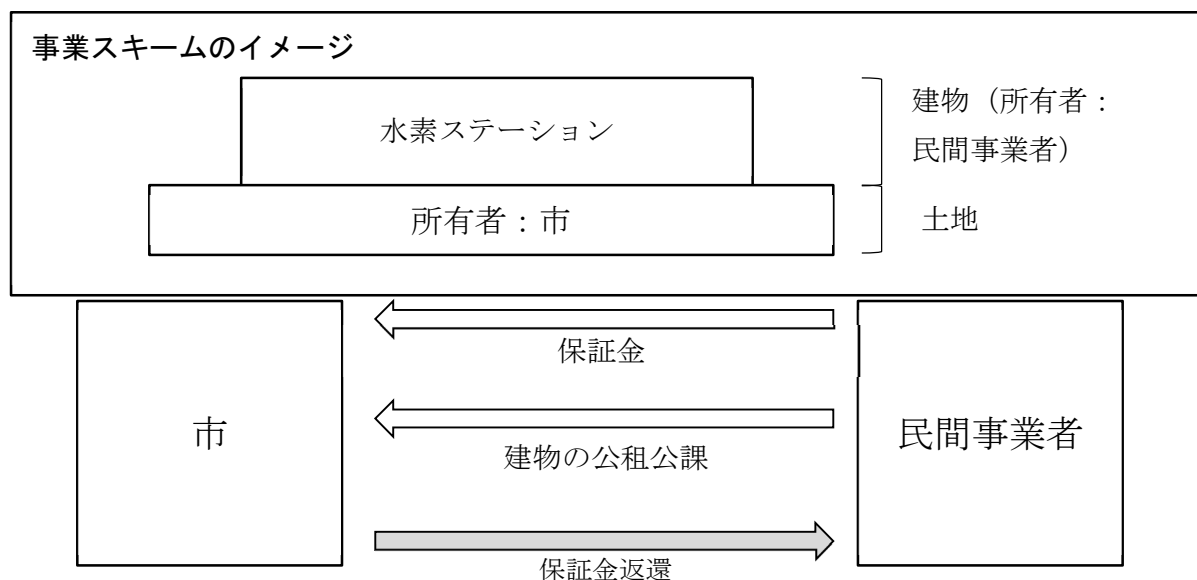 事業スキームのイメージ
水素ステーション
建物（所有者：
民間事業者）
所有者：市
土地
保証金
市
民間事業者
建物の公租公課
保証金返還